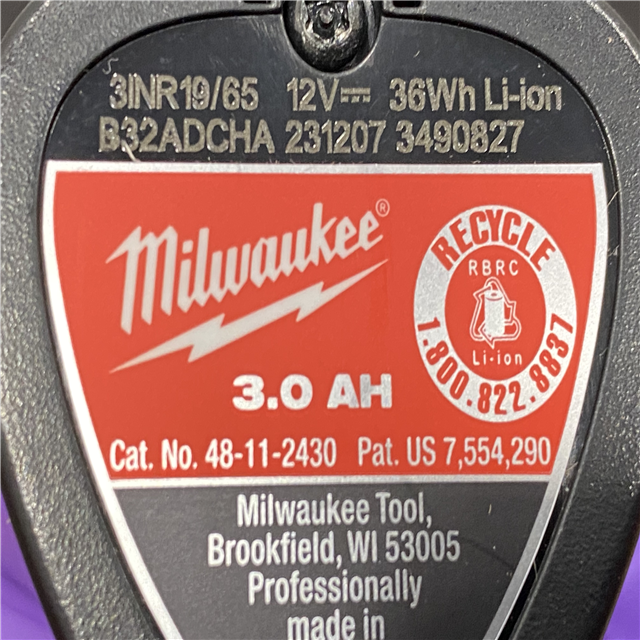 3INR19/65 12V⎓ 36Wh Li-ion
B32ADCHA 231207 3490827
Milwaukee®
3.0 AH
RECYCLE
RBRC
Li-ion
1.800.822.8837
Cat. No. 48-11-2430 Pat. US 7,554,290
Milwaukee Tool,
Brookfield, WI 53005
Professionally
made in